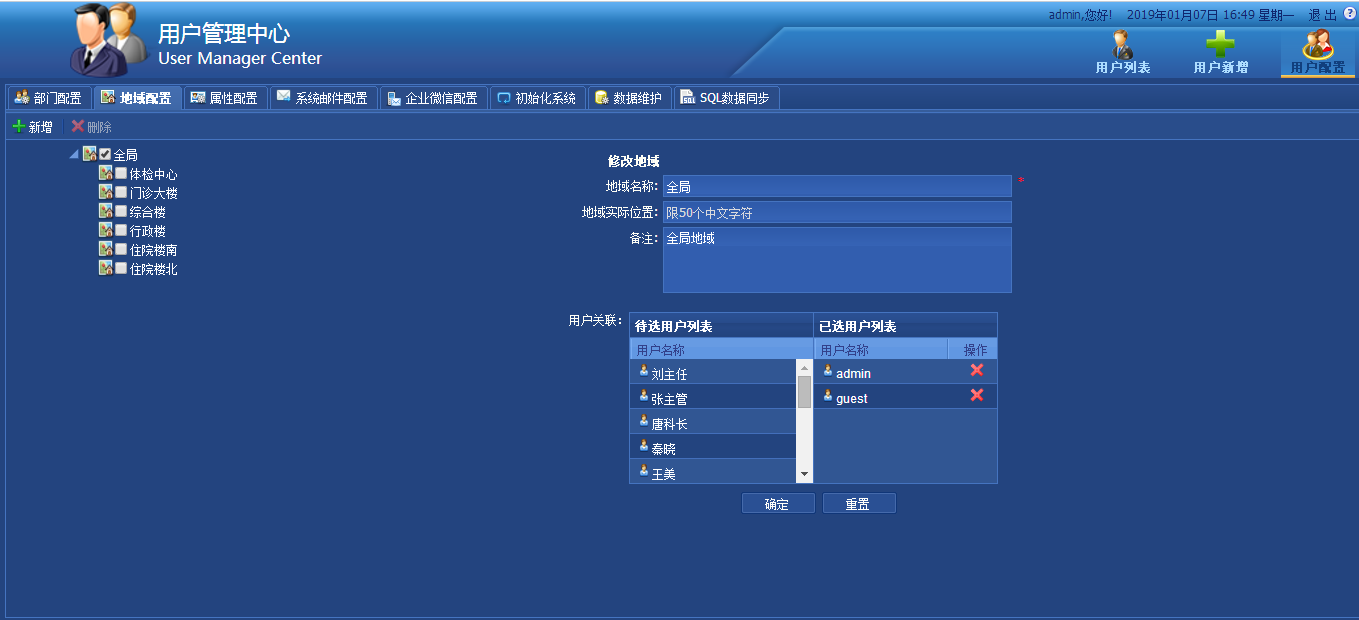 admin,您好! 2019年01月07日 16:49 星期一 退 出
用户管理中心
User Manager Center
用户列表 用户新增 用户配置
部门配置 地域配置 属性配置 系统邮件配置 企业微信配置 初始化系统 数据维护 SQL数据同步
新增 删除
全局
体检中心
门诊大楼
综合楼
行政楼
住院楼南
住院楼北
修改地域
地域名称: 全局 *
地域实际位置: 限50个中文字符
备注: 全局地域
用户关联: 待选用户列表 已选用户列表
用户名称 用户名称 操作
刘主任 admin
张主管 guest
唐科长
秦晓
王美
确定 重置